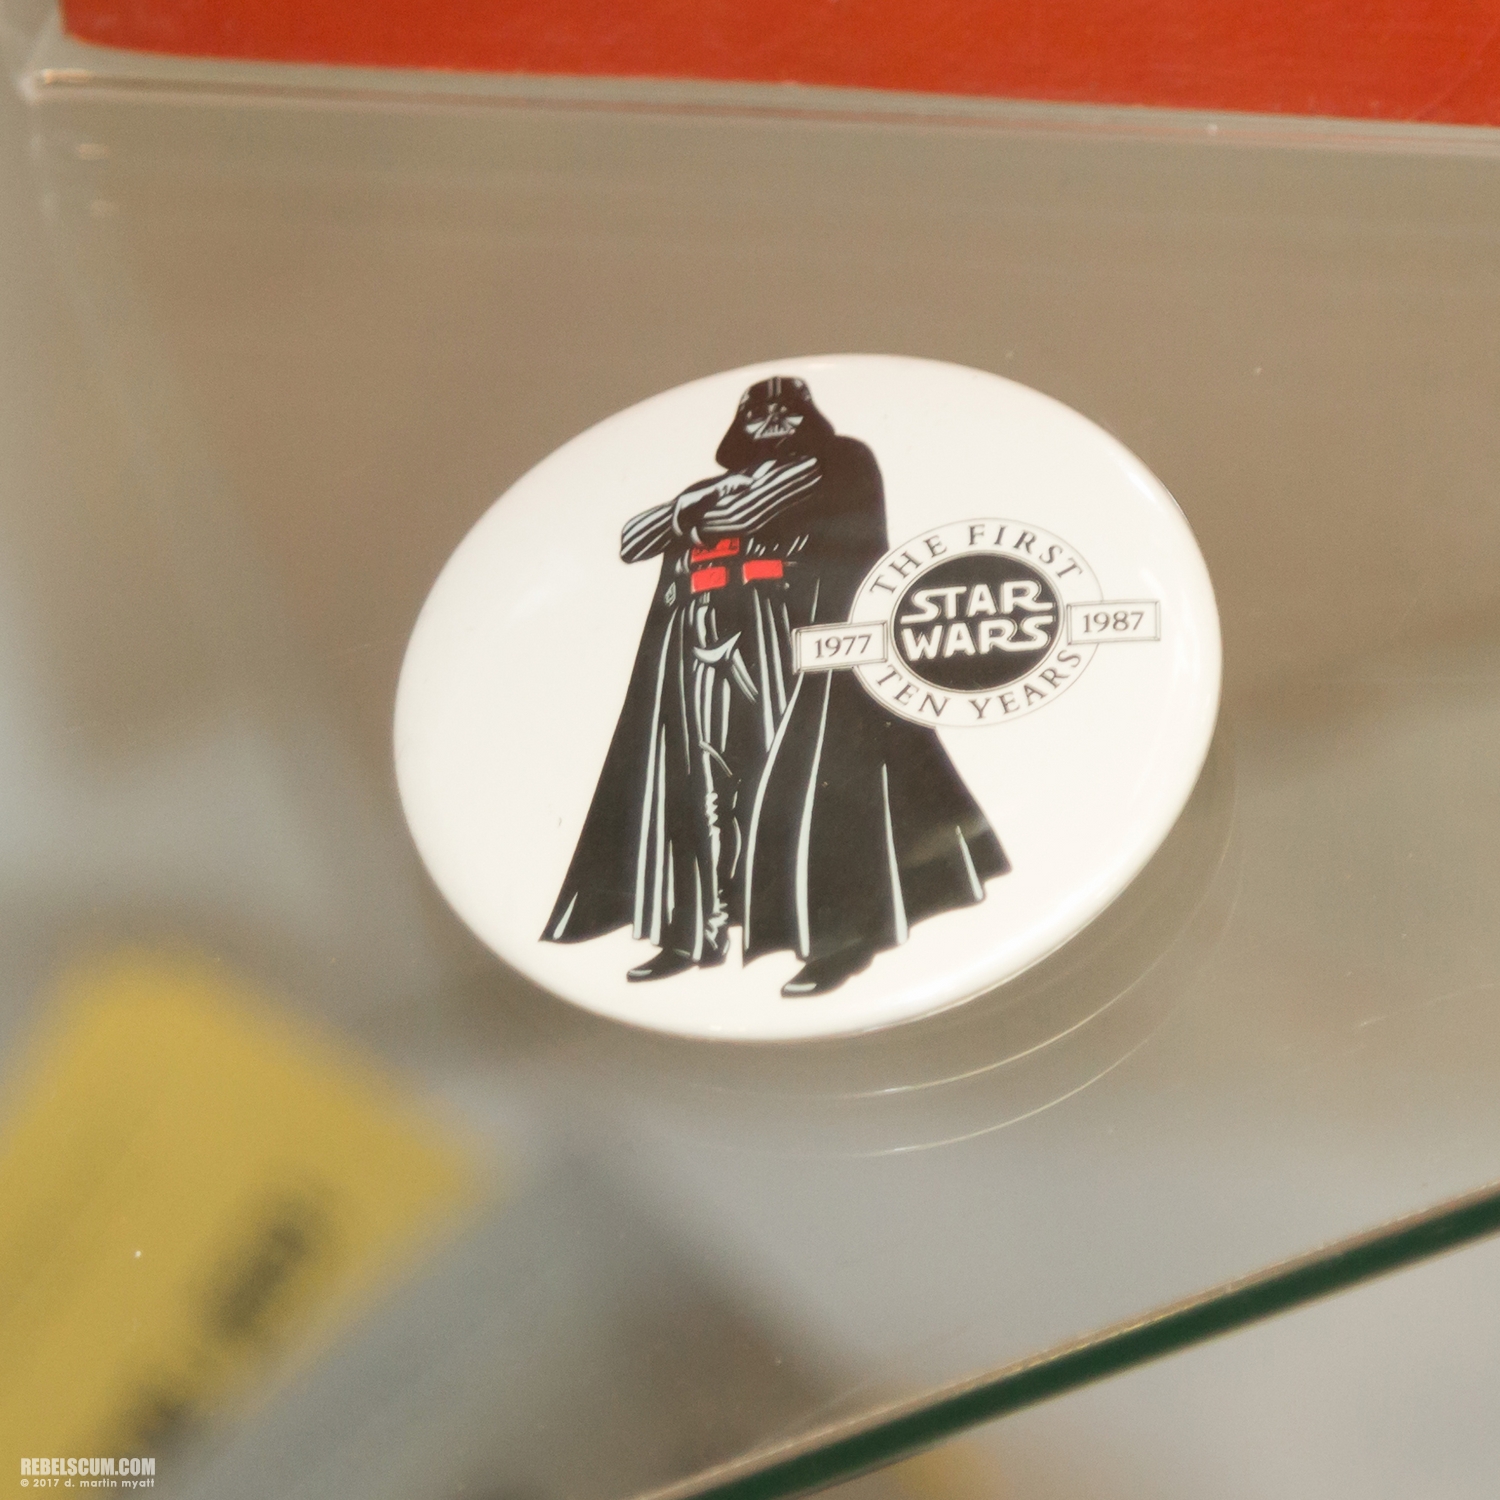 THE FIRST
STAR
WARS
1977
1987
TEN YEARS
REBELSCUM.COM
© 2017 d. martin myatt